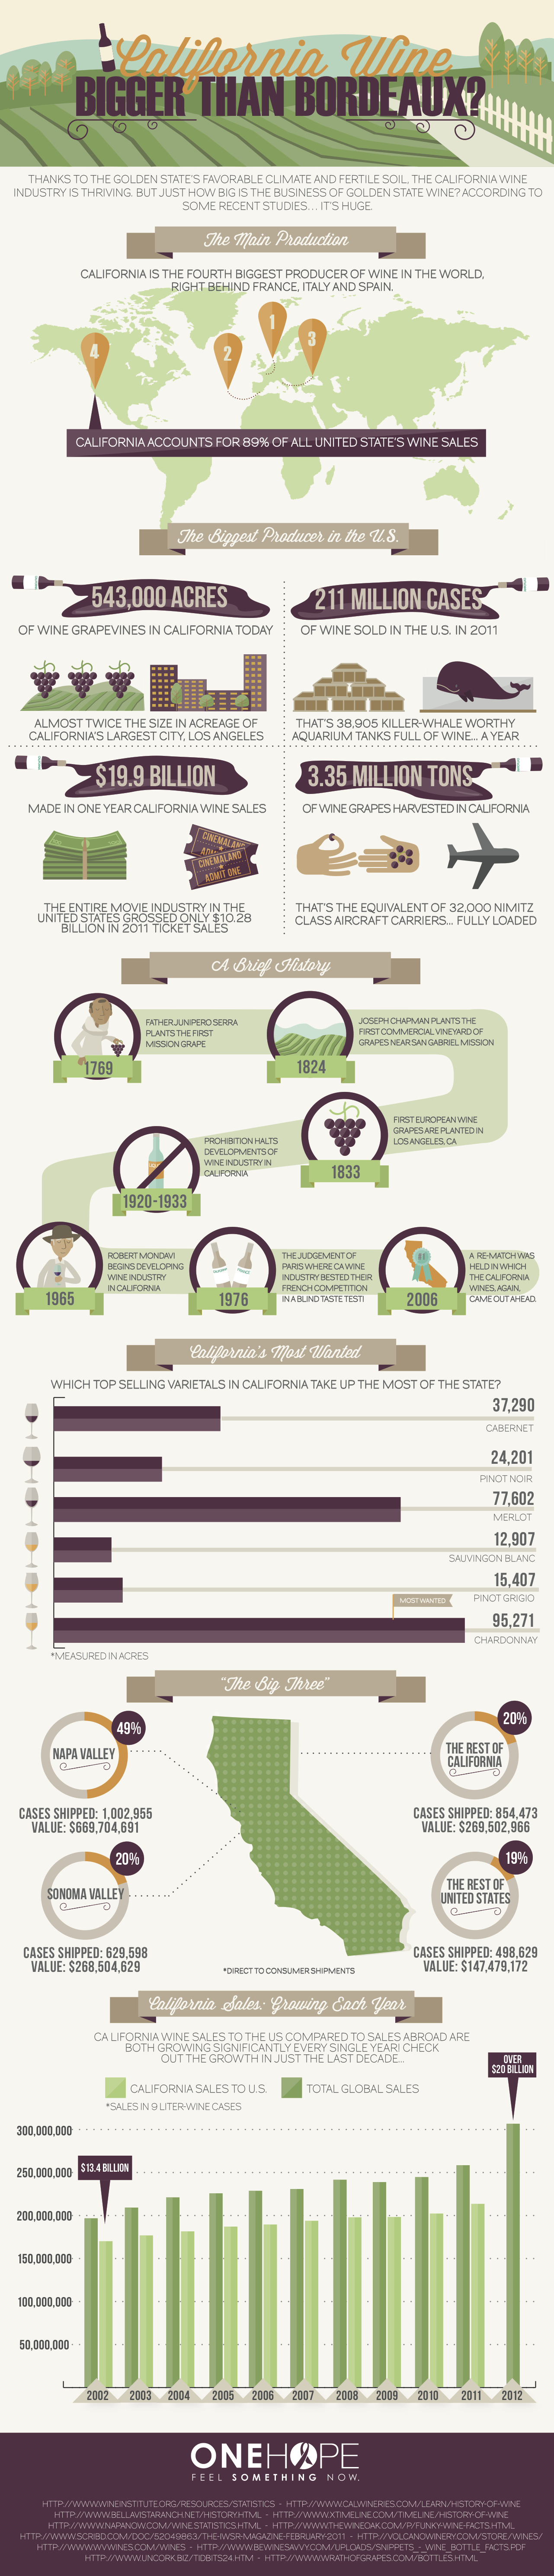 California Wine
BIGGER THAN BORDEAUX?
THANKS TO THE GOLDEN STATE'S FAVORABLE CLIMATE AND FERTILE SOIL, THE CALIFORNIA WINE
INDUSTRY IS THRIVING. BUT JUST HOW BIG IS THE BUSINESS OF GOLDEN STATE WINE? ACCORDING TO
SOME RECENT STUDIES... IT'S HUGE.
The Main Production
CALIFORNIA IS THE FOURTH BIGGEST PRODUCER OF WINE IN THE WORLD,
RIGHT BEHIND FRANCE, ITALY AND SPAIN.
1
2
3
4
CALIFORNIA ACCOUNTS FOR 89% OF ALL UNITED STATE'S WINE SALES
The Biggest Producer in the U.S.
543,000 ACRES
OF WINE GRAPEVINES IN CALIFORNIA TODAY
ALMOST TWICE THE SIZE IN ACREAGE OF
CALIFORNIA'S LARGEST CITY, LOS ANGELES
211 MILLION CASES
OF WINE SOLD IN THE U.S. IN 2011
THAT'S 38,905 KILLER-WHALE WORTHY
AQUARIUM TANKS FULL OF WINE... A YEAR
$19.9 BILLION
MADE IN ONE YEAR CALIFORNIA WINE SALES
CINEMALAND
ADMIT ONE
CINEMALAND
ADMIT ONE
THE ENTIRE MOVIE INDUSTRY IN THE
UNITED STATES GROSSED ONLY $10.28
BILLION IN 2011 TICKET SALES
3.35 MILLION TONS
OF WINE GRAPES HARVESTED IN CALIFORNIA
THAT'S THE EQUIVALENT OF 32,000 NIMITZ
CLASS AIRCRAFT CARRIERS... FULLY LOADED
A Brief History
1769
FATHER JUNIPERO SERRA
PLANTS THE FIRST
MISSION GRAPE
1824
JOSEPH CHAPMAN PLANTS THE
FIRST COMMERCIAL VINEYARD OF
GRAPES NEAR SAN GABRIEL MISSION
1833
FIRST EUROPEAN WINE
GRAPES ARE PLANTED IN
LOS ANGELES, CA
1920-1933
PROHIBITION HALTS
DEVELOPMENTS OF
WINE INDUSTRY IN
CALIFORNIA
1965
ROBERT MONDAVI
BEGINS DEVELOPING
WINE INDUSTRY
IN CALIFORNIA
1976
THE JUDGEMENT OF
PARIS WHERE CA WINE
INDUSTRY BESTED THEIR
FRENCH COMPETITION
IN A BLIND TASTE TEST!
2006
A RE-MATCH WAS
HELD IN WHICH
THE CALIFORNIA
WINES, AGAIN,
CAME OUT AHEAD.
California's Most Wanted
WHICH TOP SELLING VARIETALS IN CALIFORNIA TAKE UP THE MOST OF THE STATE?
37,290
CABERNET
24,201
PINOT NOIR
77,602
MERLOT
12,907
SAUVINGON BLANC
15,407
PINOT GRIGIO
MOST WANTED
95,271
CHARDONNAY
*MEASURED IN ACRES
"The Big Three"
49%
NAPA VALLEY
CASES SHIPPED: 1,002,955
VALUE: $669,704,691
20%
THE REST OF
CALIFORNIA
CASES SHIPPED: 854,473
VALUE: $269,502,966
20%
SONOMA VALLEY
CASES SHIPPED: 629,598
VALUE: $268,504,629
19%
THE REST OF
UNITED STATES
CASES SHIPPED: 498,629
VALUE: $147,479,172
*DIRECT TO CONSUMER SHIPMENTS
California Sales: Growing Each Year
CA LIFORNIA WINE SALES TO THE US COMPARED TO SALES ABROAD ARE
BOTH GROWING SIGNIFICANTLY EVERY SINGLE YEAR! CHECK
OUT THE GROWTH IN JUST THE LAST DECADE...
OVER
$20 BILLION
CALIFORNIA SALES TO U.S.
TOTAL GLOBAL SALES
*SALES IN 9 LITER-WINE CASES
300,000,000
250,000,000
$13.4 BILLION
200,000,000
150,000,000
100,000,000
50,000,000
2002 2003 2004 2005 2006 2007 2008 2009 2010 2011 2012
ONEHOPE
FEEL SOMETHING NOW.
HTTP://WWW.WINEINSTITUTE.ORG/RESOURCES/STATISTICS - HTTP://WWW.CALWINERIES.COM/LEARN/HISTORY-OF-WINE
HTTP://WWW.BELLAVISTARANCH.NET/HISTORY.HTML - HTTP://WWW.XTIMELINE.COM/TIMELINE/HISTORY-OF-WINE
HTTP://WWW.NAPANOW.COM/WINE.STATISTICS.HTML - HTTP://WWW.THEWINEOAK.COM/P/FUNKY-WINE-FACTS.HTML
HTTP://WWW.SCRIBD.COM/DOC/52049863/THE-IWSR-MAGAZINE-FEBRUARY-2011 - HTTP://VOLCANOWINERY.COM/STORE/WINES/
HTTP://WWW.VWINES.COM/WINES - HTTP://WWW.BEWINESAVVY.COM/UPLOADS/SNIPPETS_-_WINE_BOTTLE_FACTS.PDF
HTTP://WWW.UNCORK.BIZ/TIDBITS24.HTM - HTTP://WWW.WRATHOFGRAPES.COM/BOTTLES.HTML